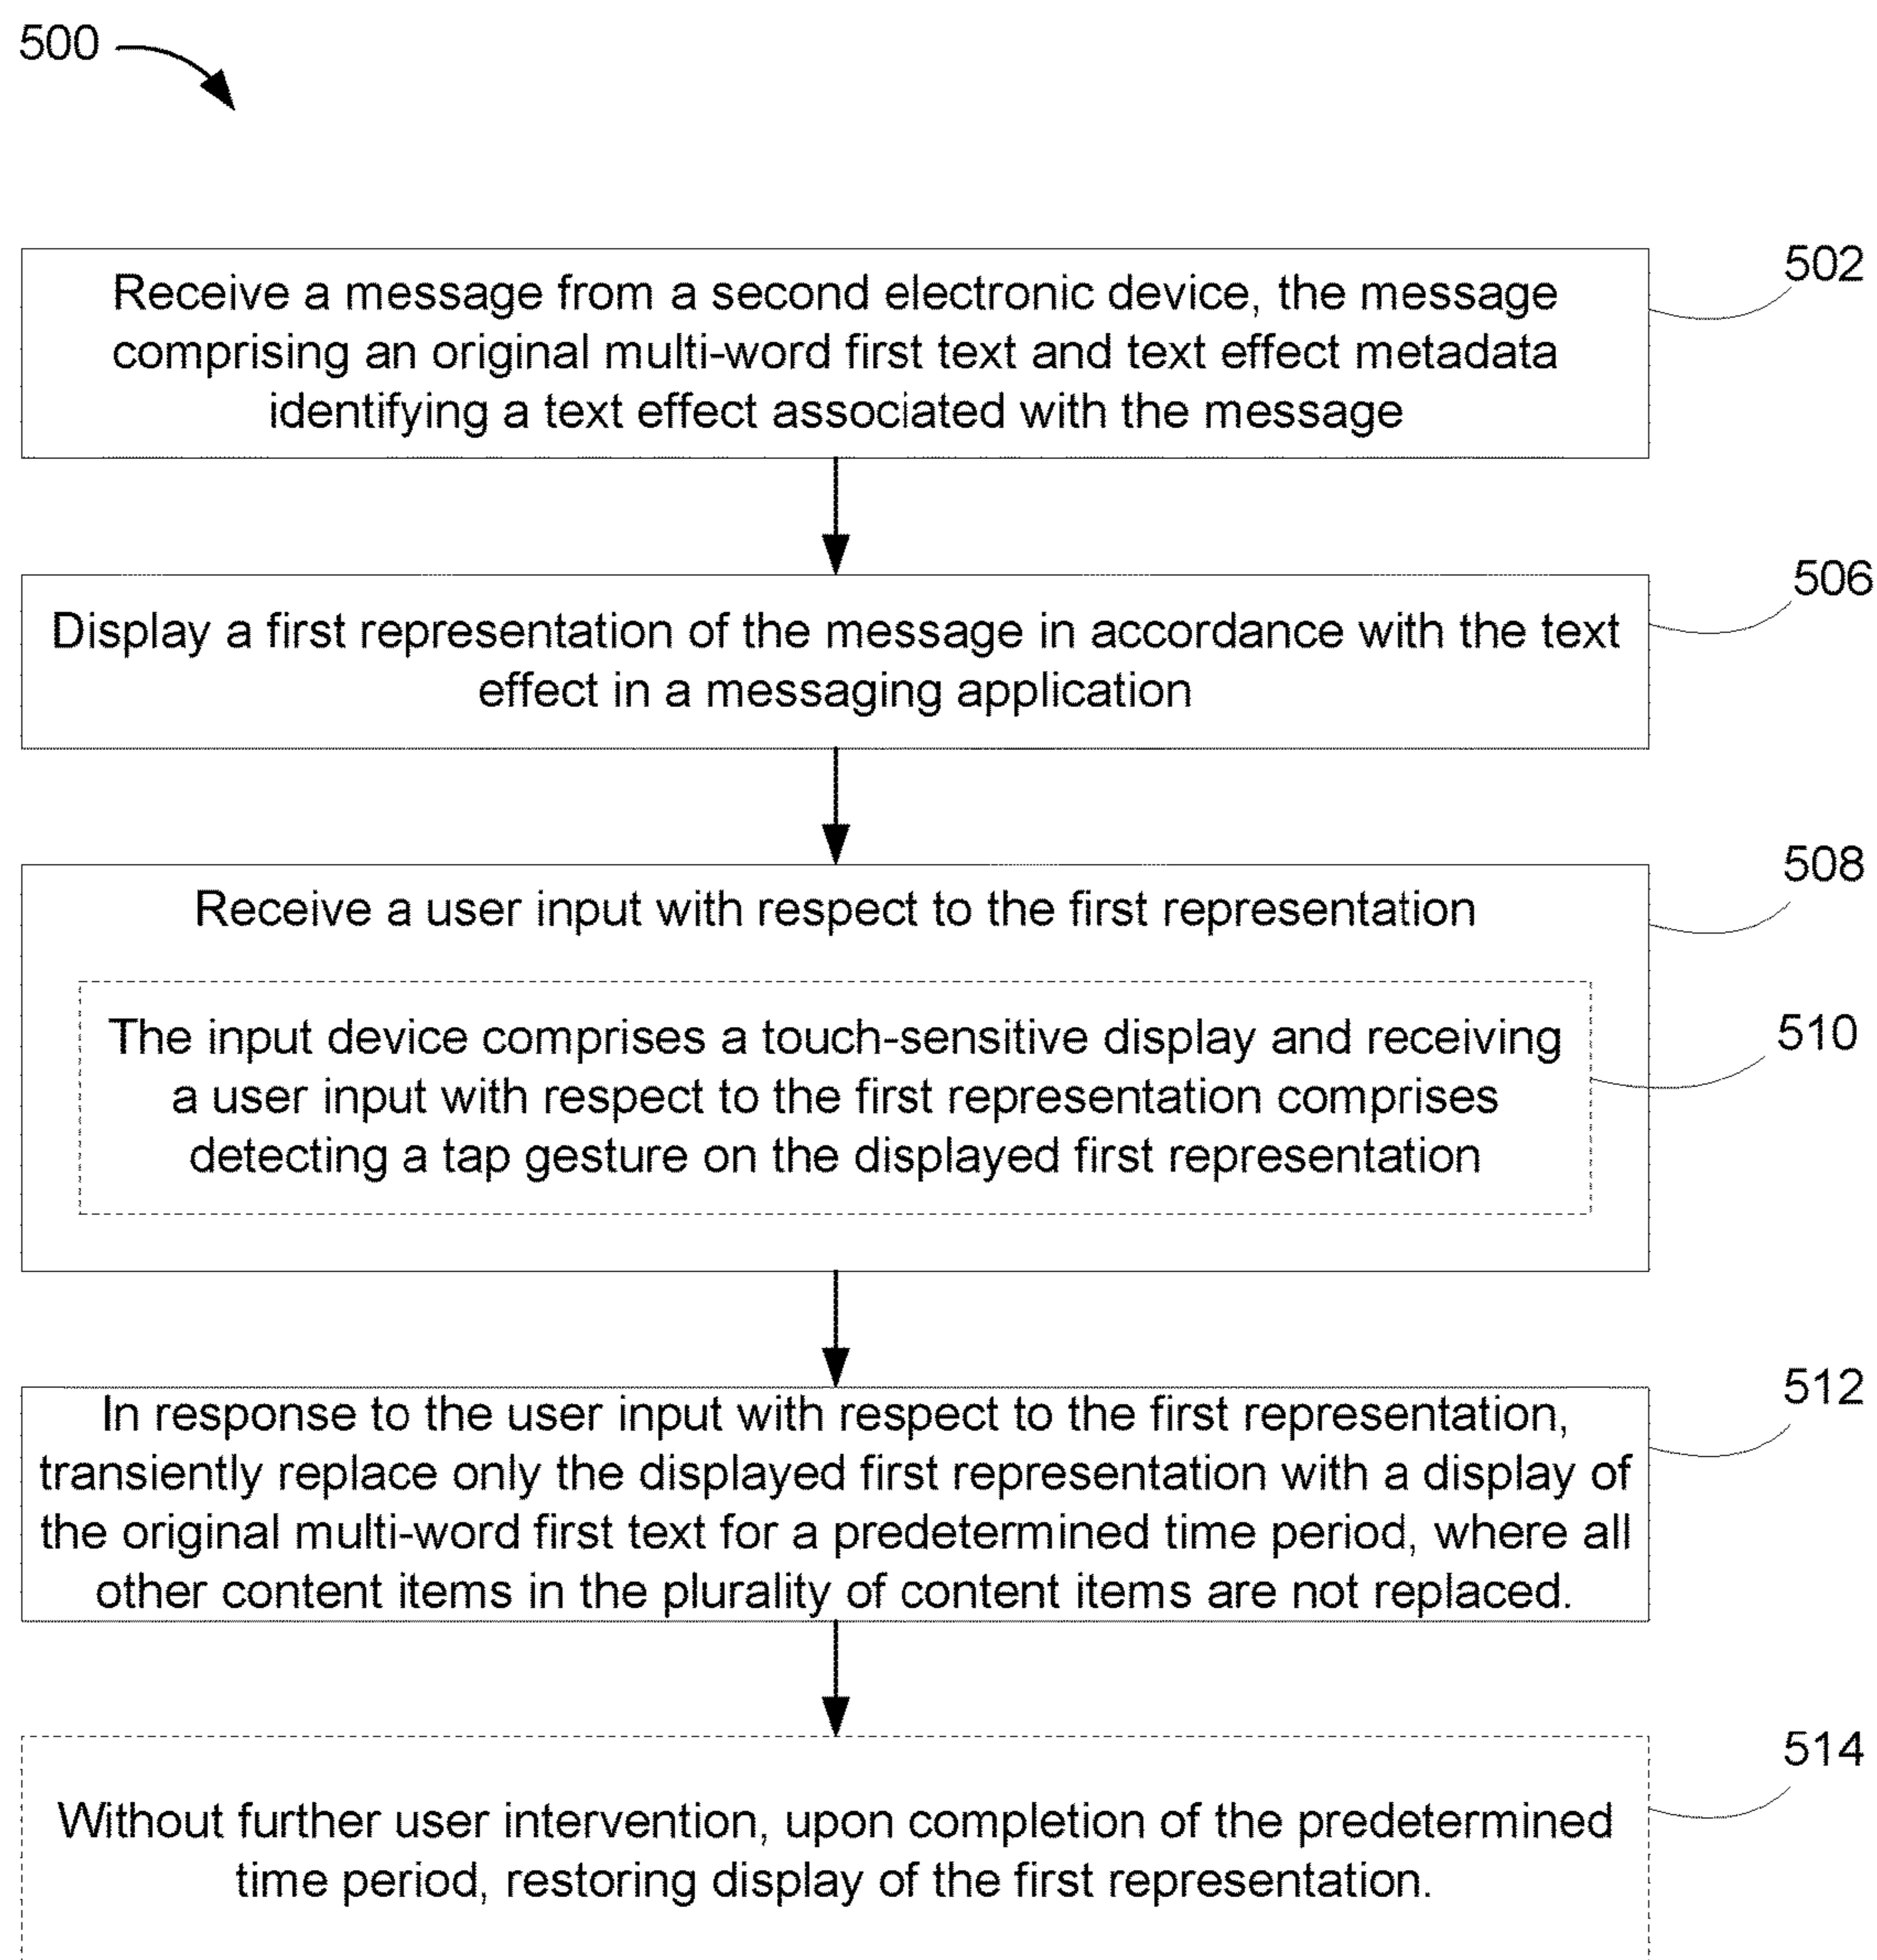 500
502
Receive a message from a second electronic device, the message
comprising an original multi-word first text and text effect metadata
identifying a text effect associated with the message
506
Display a first representation of the message in accordance with the text
effect in a messaging application
508
Receive a user input with respect to the first representation
510
The input device comprises a touch-sensitive display and receiving
a user input with respect to the first representation comprises
detecting a tap gesture on the displayed first representation
512
In response to the user input with respect to the first representation,
transiently replace only the displayed first representation with a display of
the original multi-word first text for a predetermined time period, where all
other content items in the plurality of content items are not replaced.
514
Without further user intervention, upon completion of the predetermined
time period, restoring display of the first representation.